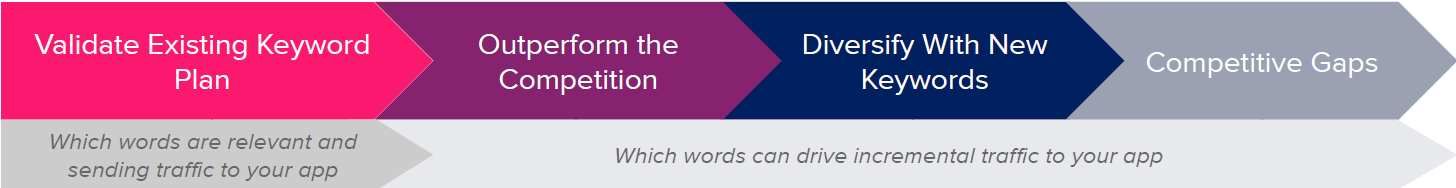 Validate Existing Keyword
Plan
Outperform the
Competition
Diversify With New
Keywords
Competitive Gaps
Which words are relevant and
sending traffic to your app
Which words can drive incremental traffic to your app